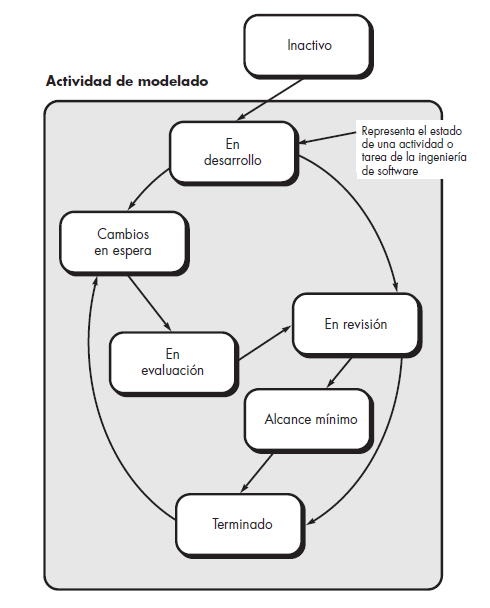 Inactivo
Actividad de modelado
En
desarrollo
Representa el estado
de una actividad o
tarea de la ingeniería
de software
Cambios
en espera
En revisión
En
evaluación
Alcance mínimo
Terminado